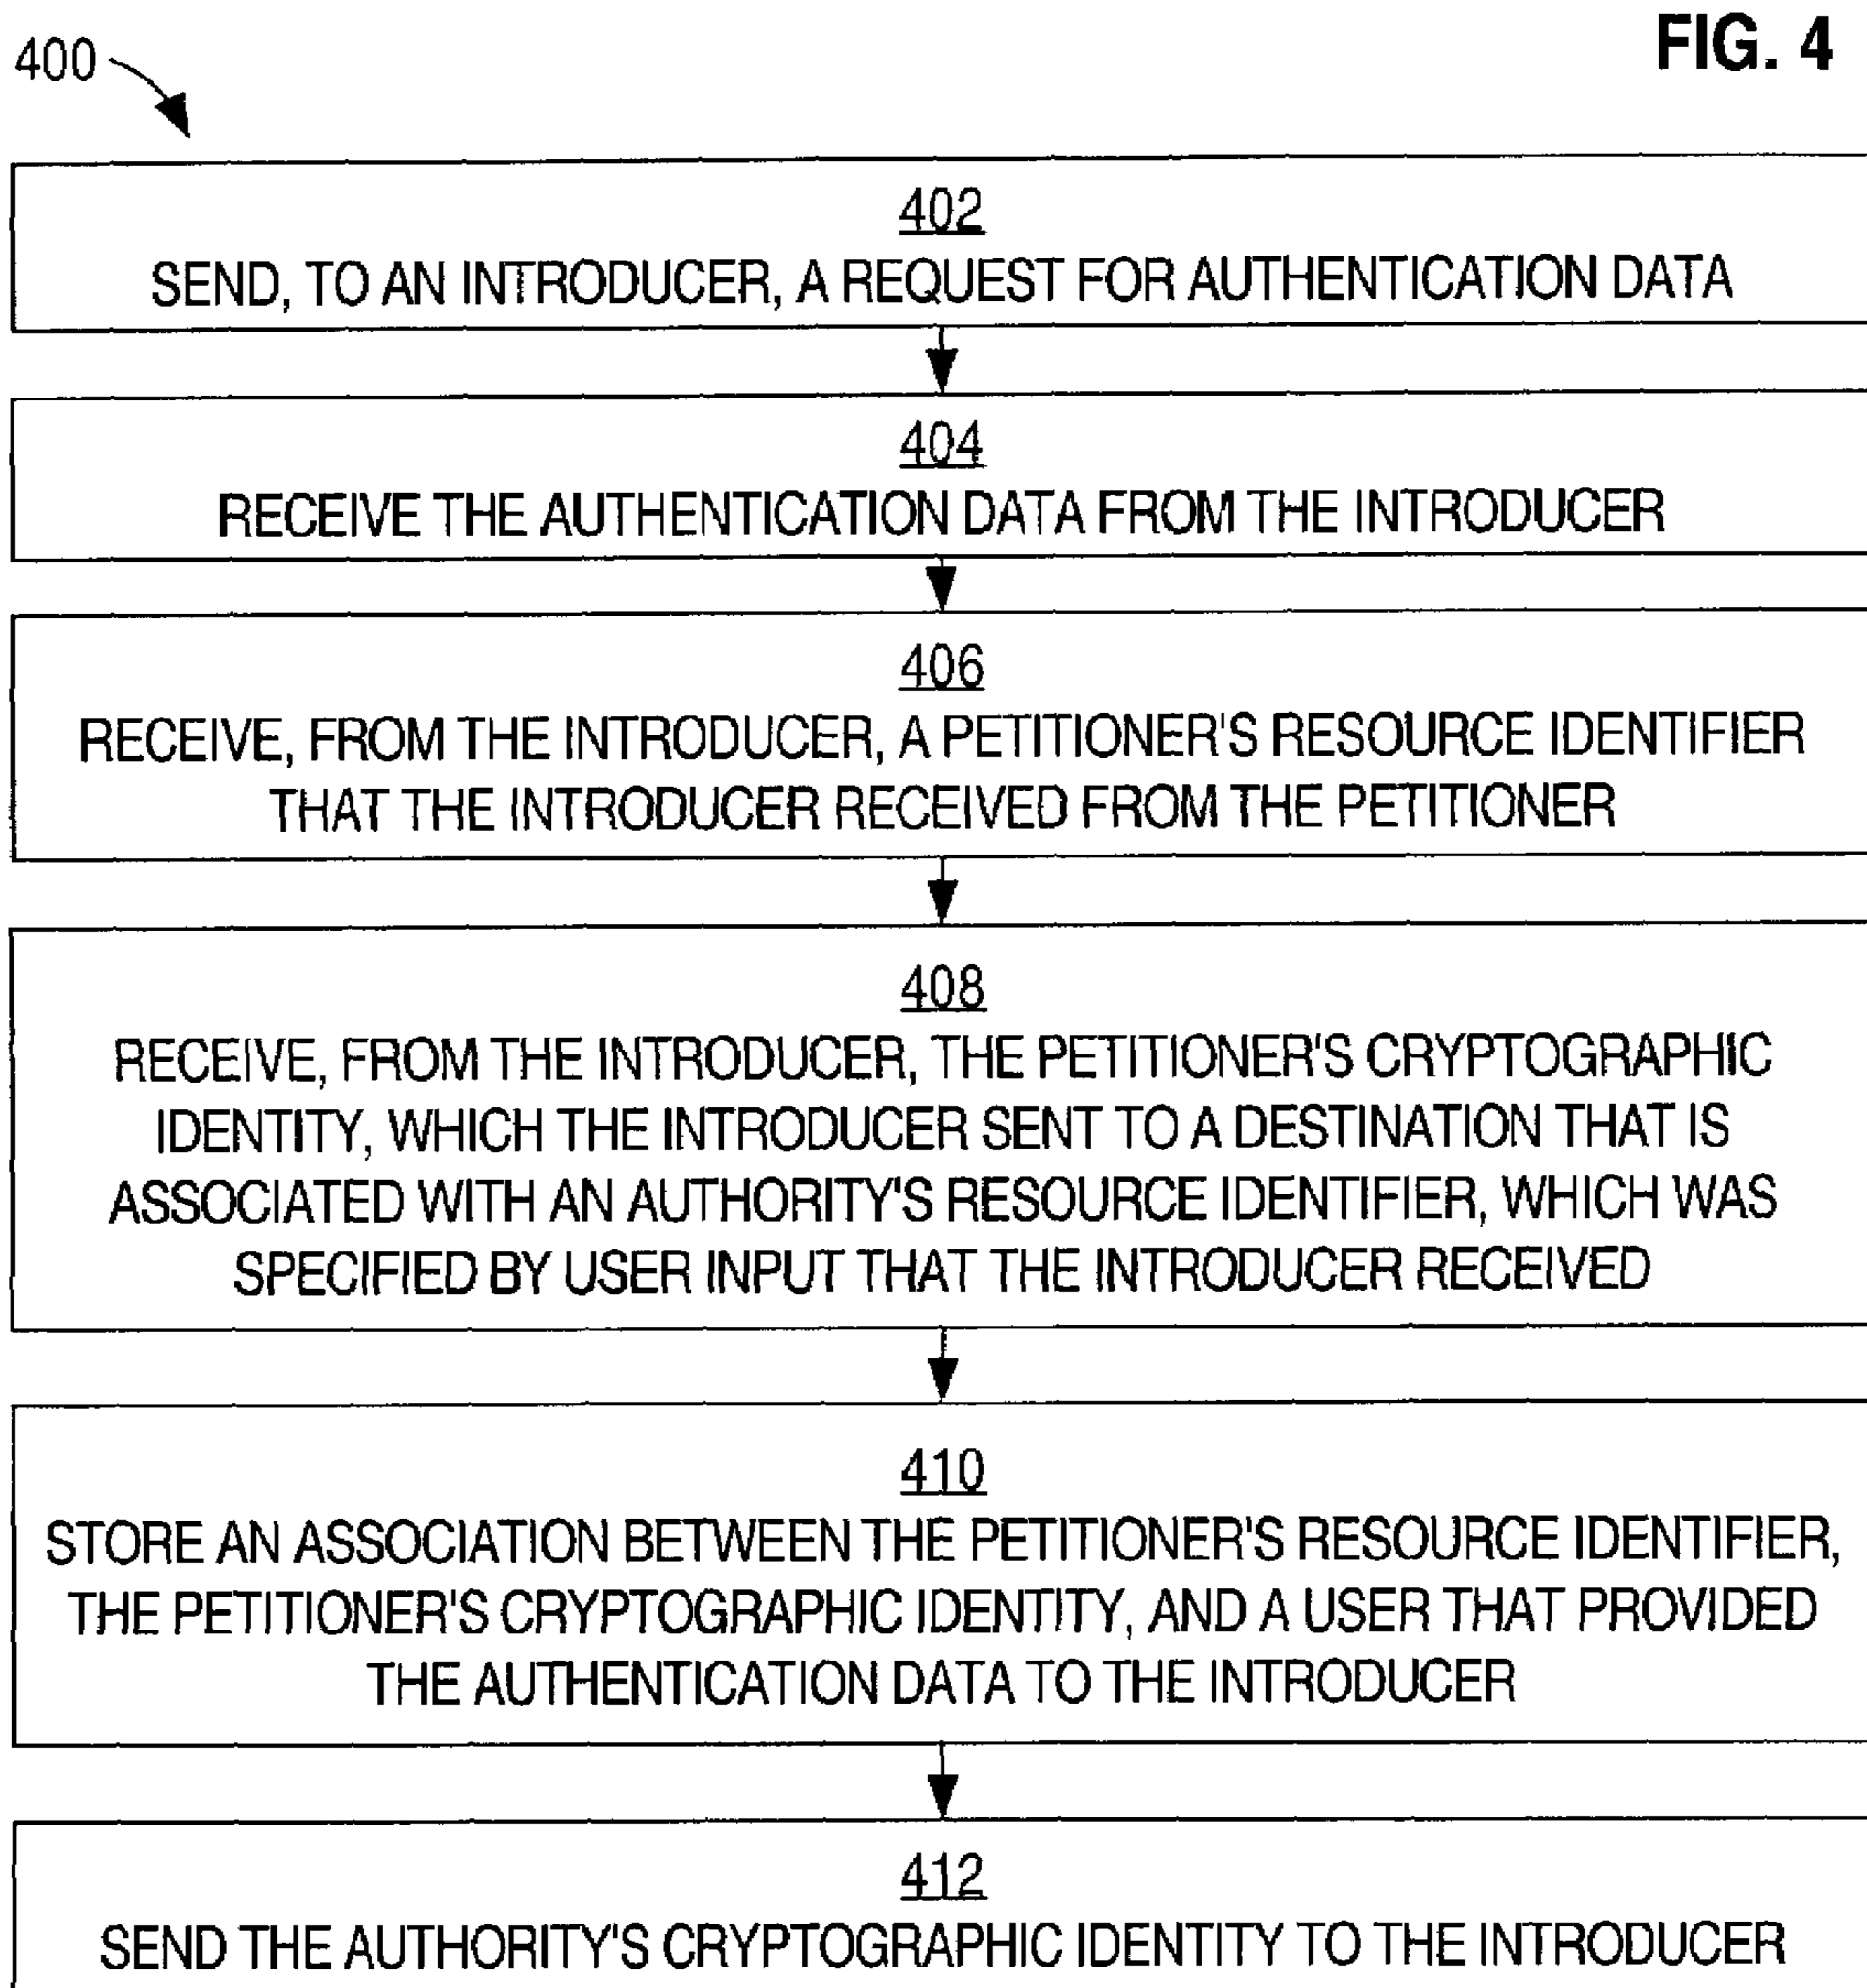 FIG. 4
400
402
SEND, TO AN INTRODUCER, A REQUEST FOR AUTHENTICATION DATA
404
RECEIVE THE AUTHENTICATION DATA FROM THE INTRODUCER
406
RECEIVE, FROM THE INTRODUCER, A PETITIONER'S RESOURCE IDENTIFIER
THAT THE INTRODUCER RECEIVED FROM THE PETITIONER
408
RECEIVE, FROM THE INTRODUCER, THE PETITIONER'S CRYPTOGRAPHIC
IDENTITY, WHICH THE INTRODUCER SENT TO A DESTINATION THAT IS
ASSOCIATED WITH AN AUTHORITY'S RESOURCE IDENTIFIER, WHICH WAS
SPECIFIED BY USER INPUT THAT THE INTRODUCER RECEIVED
410
STORE AN ASSOCIATION BETWEEN THE PETITIONER'S RESOURCE IDENTIFIER,
THE PETITIONER'S CRYPTOGRAPHIC IDENTITY, AND A USER THAT PROVIDED
THE AUTHENTICATION DATA TO THE INTRODUCER
412
SEND THE AUTHORITY'S CRYPTOGRAPHIC IDENTITY TO THE INTRODUCER